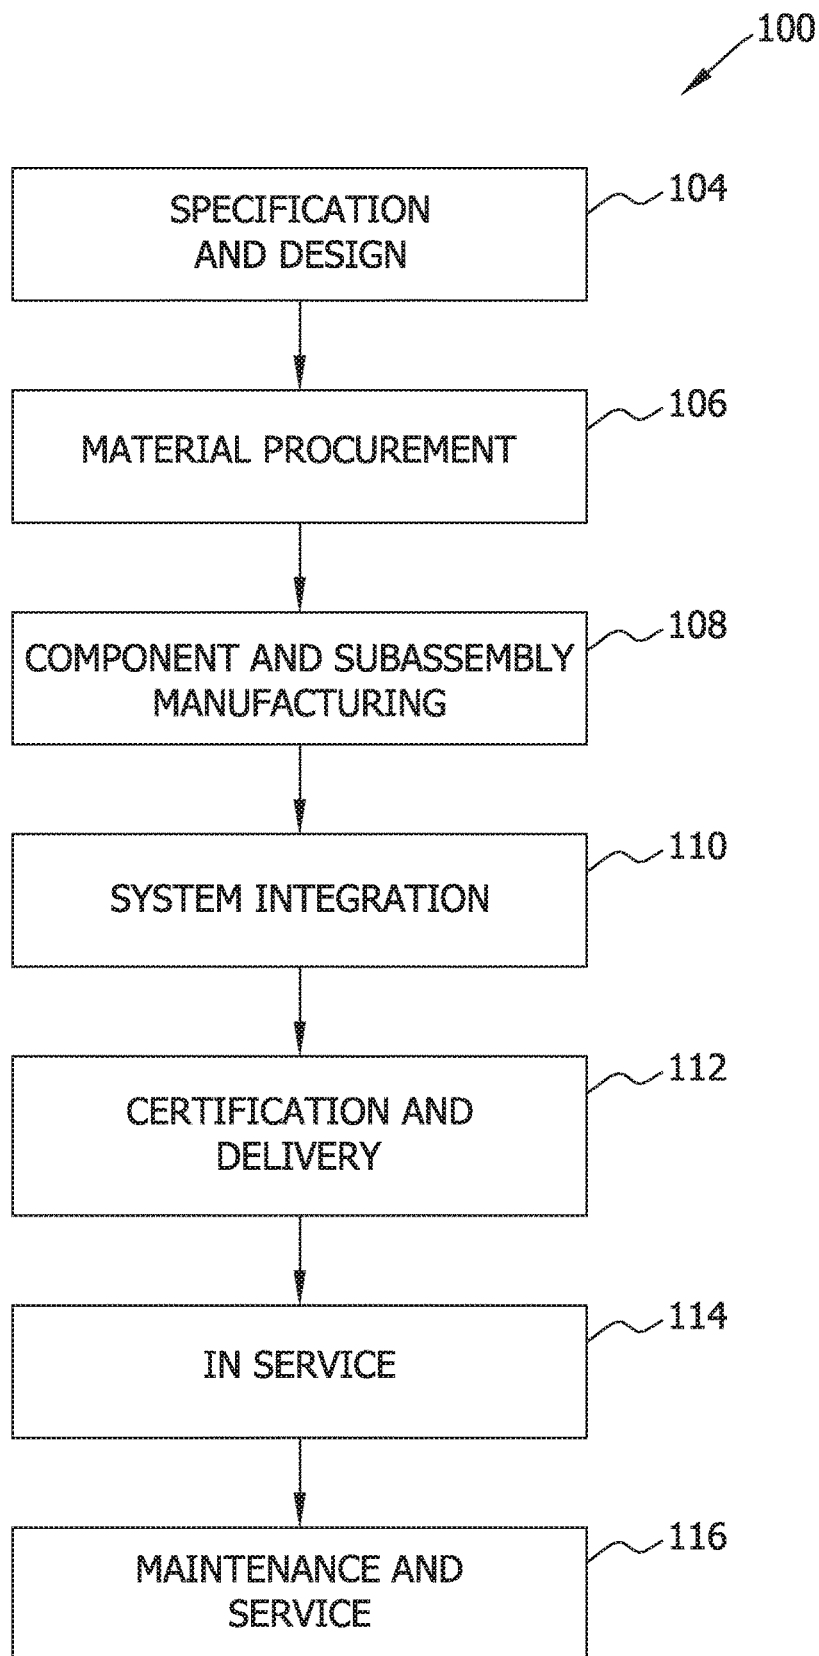 100
SPECIFICATION
AND DESIGN
104
MATERIAL PROCUREMENT
106
COMPONENT AND SUBASSEMBLY
MANUFACTURING
108
SYSTEM INTEGRATION
110
CERTIFICATION AND
DELIVERY
112
IN SERVICE
114
MAINTENANCE AND
SERVICE
116